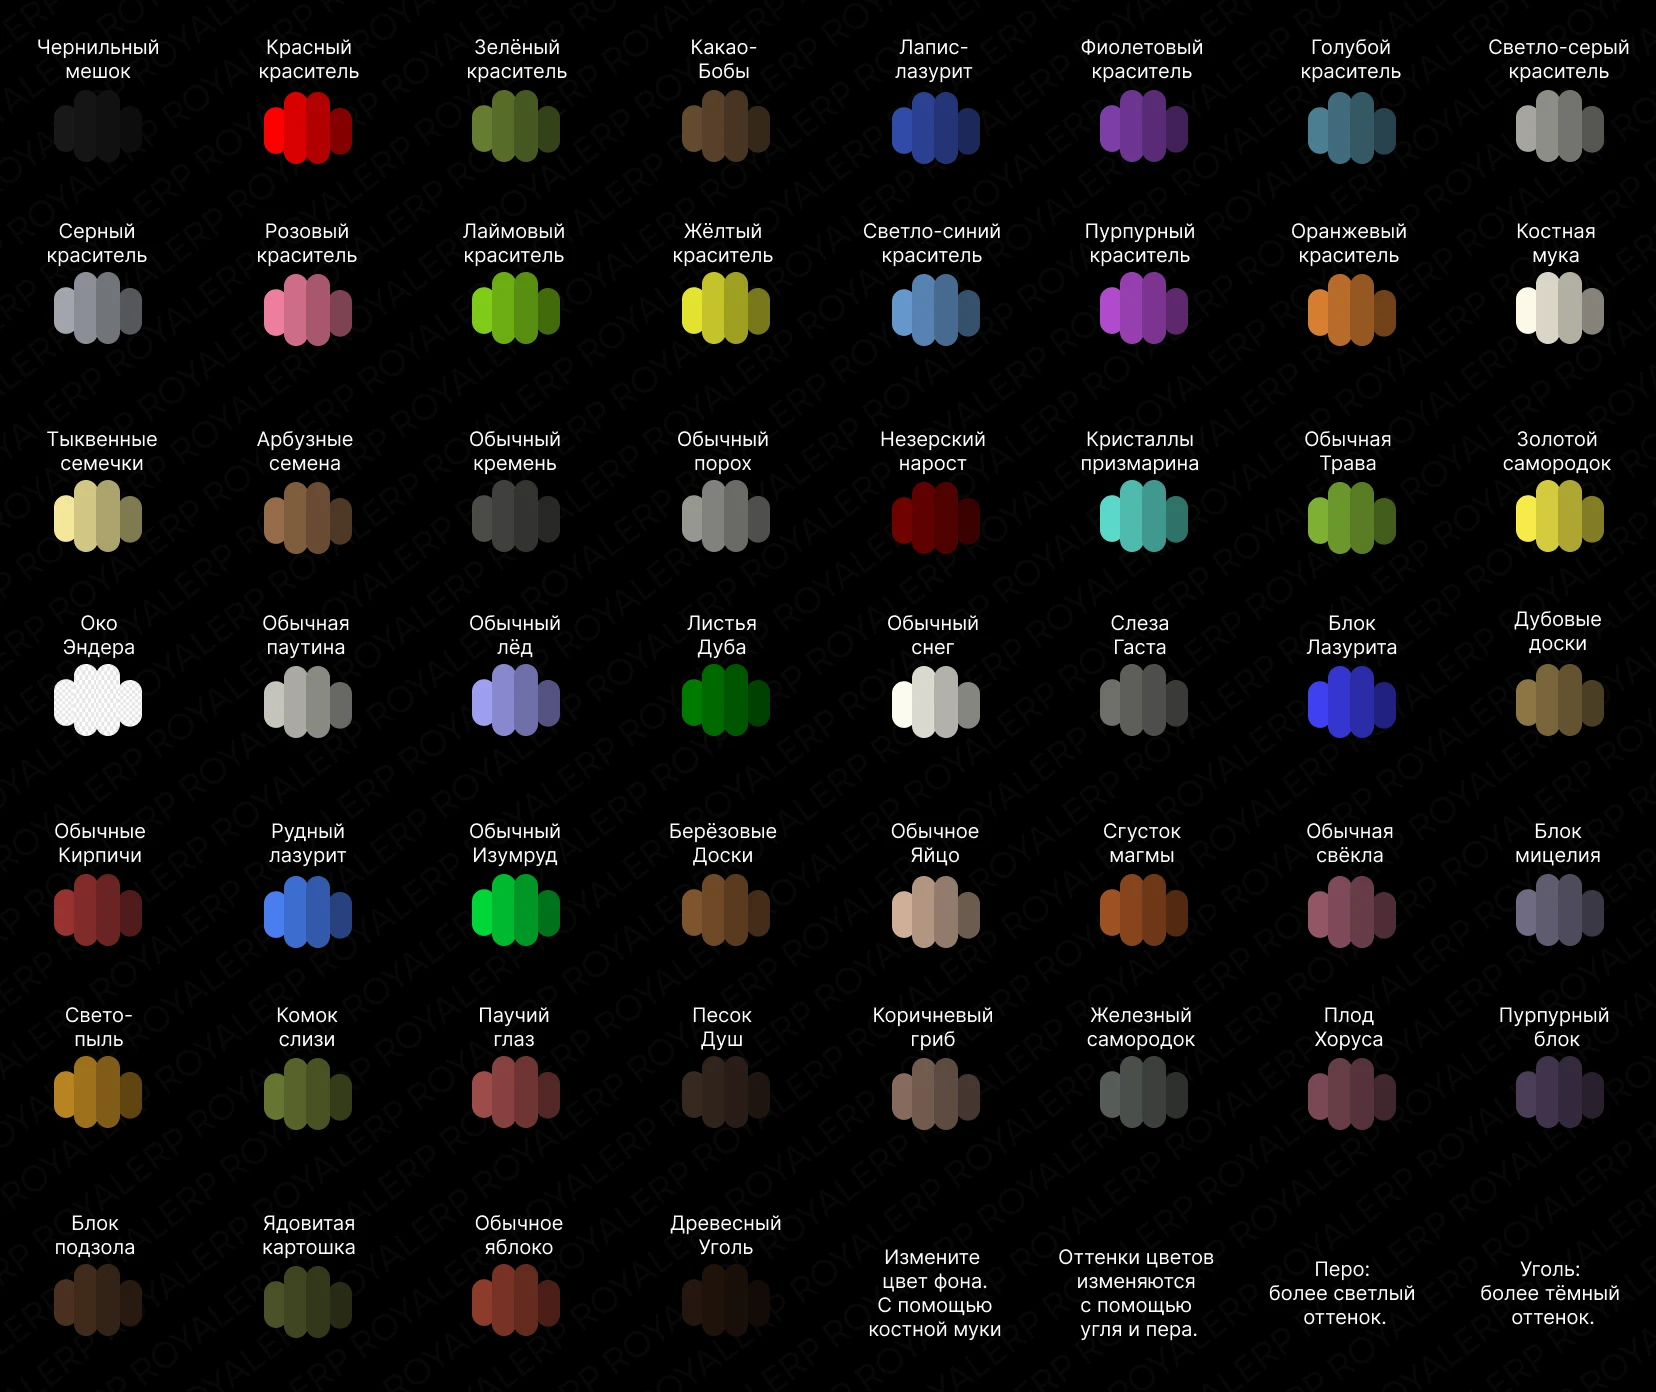 Чернильный
мешок
Красный
краситель
Зелёный
краситель
Какао-
Бобы
Лапис-
лазурит
Фиолетовый
краситель
Голубой
краситель
Светло-серый
краситель
Серный
краситель
Розовый
краситель
Лаймовый
краситель
Жёлтый
краситель
Светло-синий
краситель
Пурпурный
краситель
Оранжевый
краситель
Костная
мука
Тыквенные
семечки
Арбузные
семена
Обычный
кремень
Обычный
порох
Незерский
нарост
Кристаллы
призмарина
Обычная
Трава
Золотой
самородок
Око
Эндера
Обычная
паутина
Обычный
лёд
Листья
Дуба
Обычный
снег
Слеза
Гаста
Блок
Лазурита
Дубовые
доски
Обычные
Кирпичи
Рудный
лазурит
Обычный
Изумруд
Берёзовые
Доски
Обычное
Яйцо
Сгусток
магмы
Обычная
свёкла
Блок
мицелия
Свето-
пыль
Комок
слизи
Паучий
глаз
Песок
Душ
Коричневый
гриб
Железный
самородок
Плод
Хоруса
Пурпурный
блок
Блок
подзола
Ядовитая
картошка
Обычное
яблоко
Древесный
Уголь
Измените
цвет фона.
С помощью
костной муки
Оттенки цветов
изменяются
с помощью
угля и пера.
Перо:
более светлый
оттенок.
Уголь:
более тёмный
оттенок.
ROYALERP